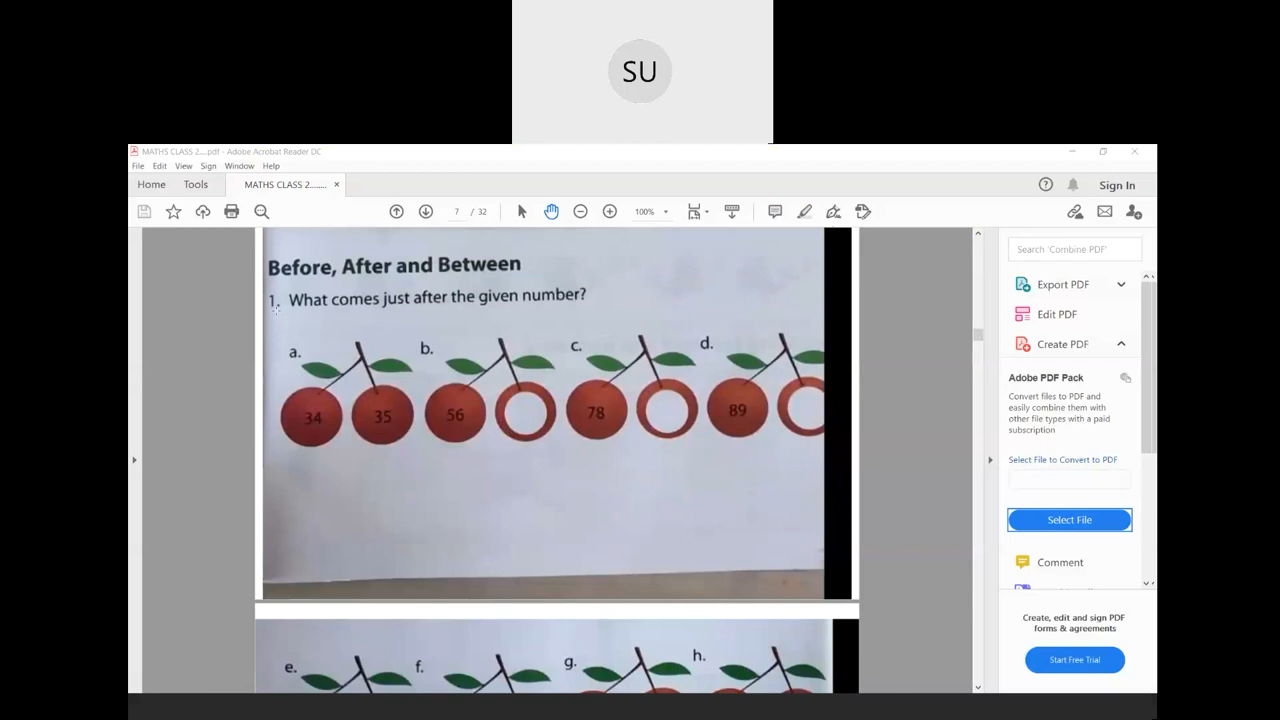 SU
MATHS CLASS 2....pdf - Adobe Acrobat Reader DC
File Edit View Sign Window Help
Home Tools MATHS CLASS 2....... × Sign In
7 / 32 100%
Before, After and Between
1. What comes just after the given number?
a. b. c. d.
34 35 56 78 89
e. f. g. h.
Search 'Combine PDF'
Export PDF
Edit PDF
Create PDF
Adobe PDF Pack
Convert files to PDF and
easily combine them with
other file types with a paid
subscription
Select File to Convert to PDF
Select File
Comment
Create, edit and sign PDF
forms & agreements
Start Free Trial